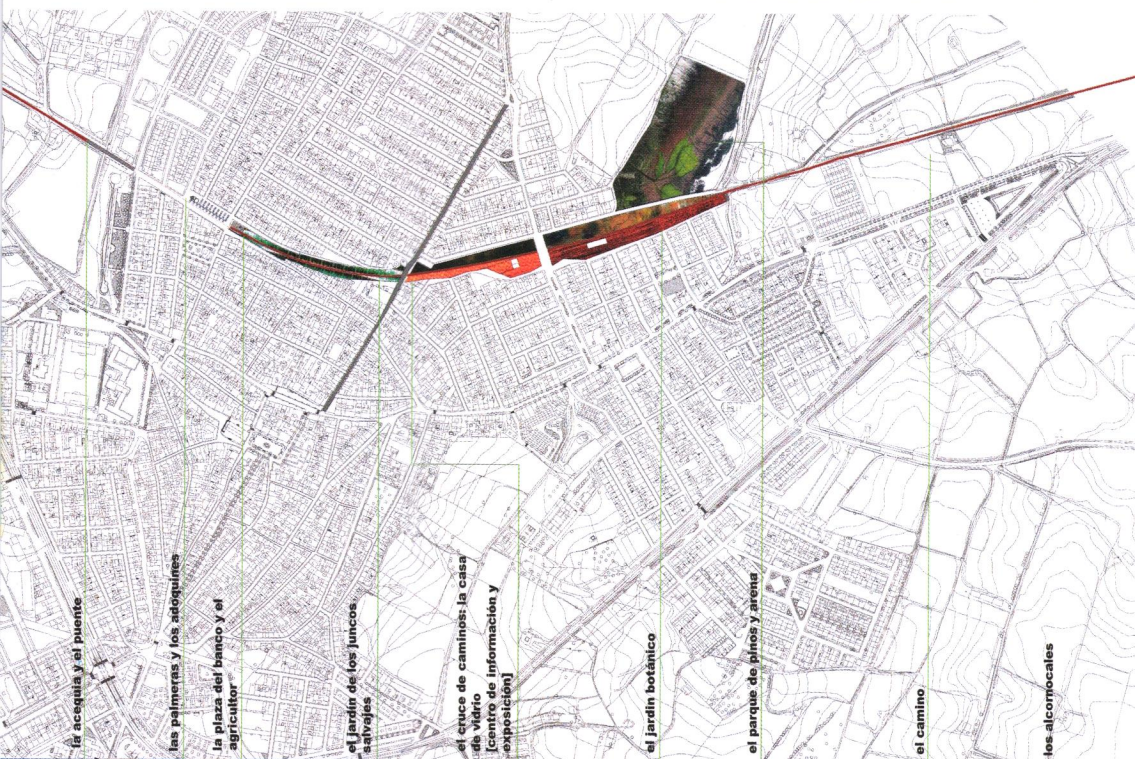 la acequia y el puente
las palmeras y los adoquines
la plaza del banco y el
agricultor
el jardín de los juncos
salvajes
el cruce de caminos: la casa
de vidrio
[centro de información y
exposición]
el jardín botánico
el parque de pinos y arena
el camino
los alcornocales